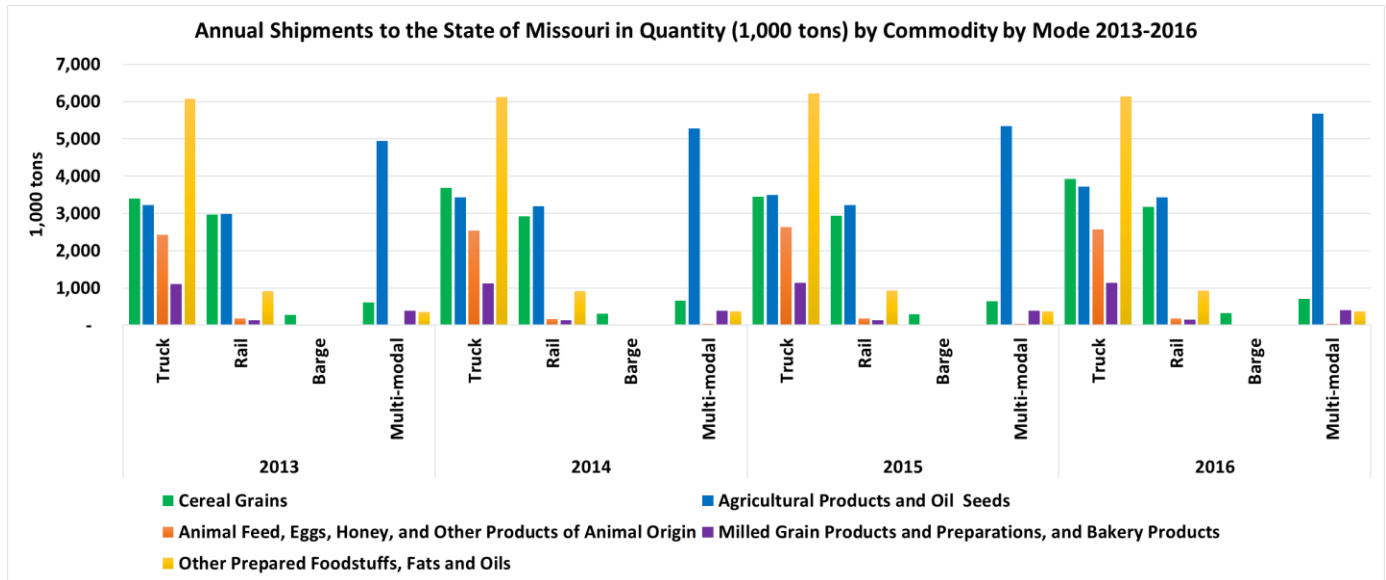 Annual Shipments to the State of Missouri in Quantity (1,000 tons) by Commodity by Mode 2013-2016
1,000 tons
7,000
6,000
5,000
4,000
3,000
2,000
1,000
-
Truck
Rail
Barge
Multi-modal
Truck
Rail
Barge
Multi-modal
Truck
Rail
Barge
Multi-modal
Truck
Rail
Barge
Multi-modal
2013
2014
2015
2016
Cereal Grains
Agricultural Products and Oil  Seeds
Animal Feed, Eggs, Honey, and Other Products of Animal Origin
Milled Grain Products and Preparations, and Bakery Products
Other Prepared Foodstuffs, Fats and Oils